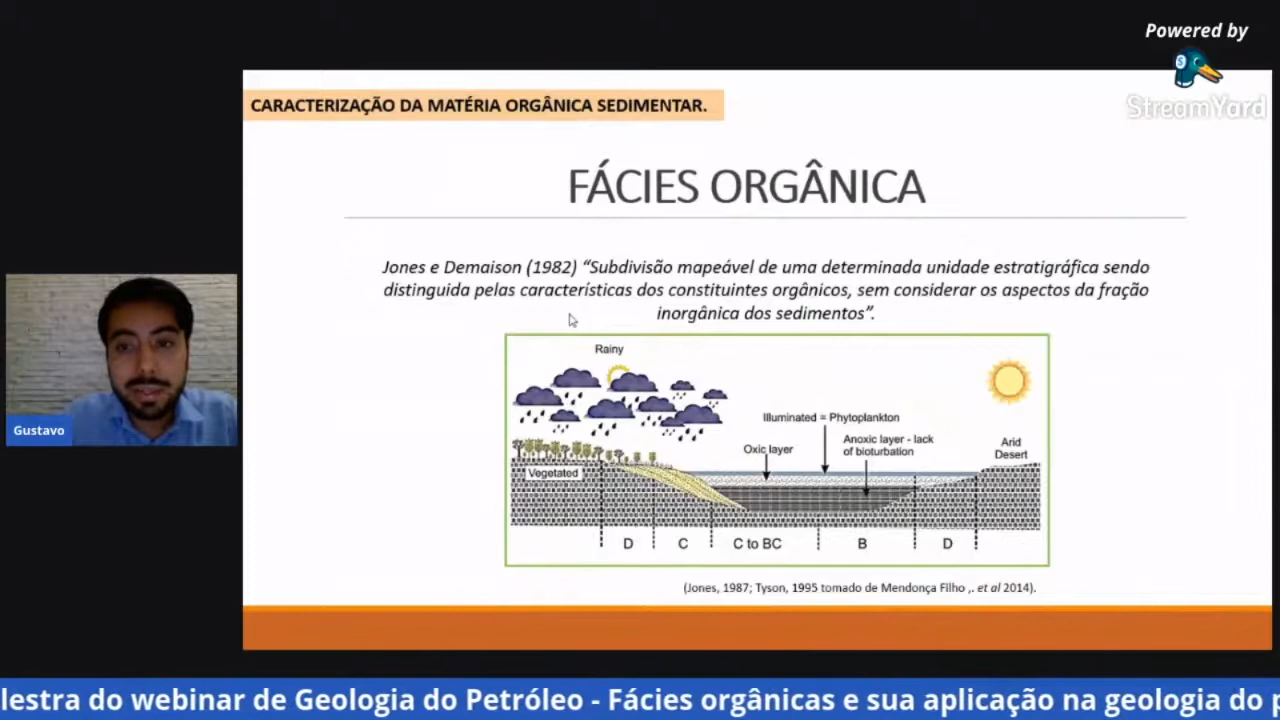 Powered by
StreamYard
CARACTERIZAÇÃO DA MATÉRIA ORGÂNICA SEDIMENTAR.
FÁCIES ORGÂNICA
Jones e Demaison (1982) “Subdivisão mapeável de uma determinada unidade estratigráfica sendo
distinguida pelas características dos constituintes orgânicos, sem considerar os aspectos da fração
inorgânica dos sedimentos”.
Rainy
Illuminated = Phytoplankton
Oxic layer
Anoxic layer - lack
of bioturbation
Arid
Desert
Vegetated
D C C to BC B D
(Jones, 1987; Tyson, 1995 tomado de Mendonça Filho ,. et al 2014).
Gustavo
lestra do webinar de Geologia do Petróleo - Fácies orgânicas e sua aplicação na geologia do